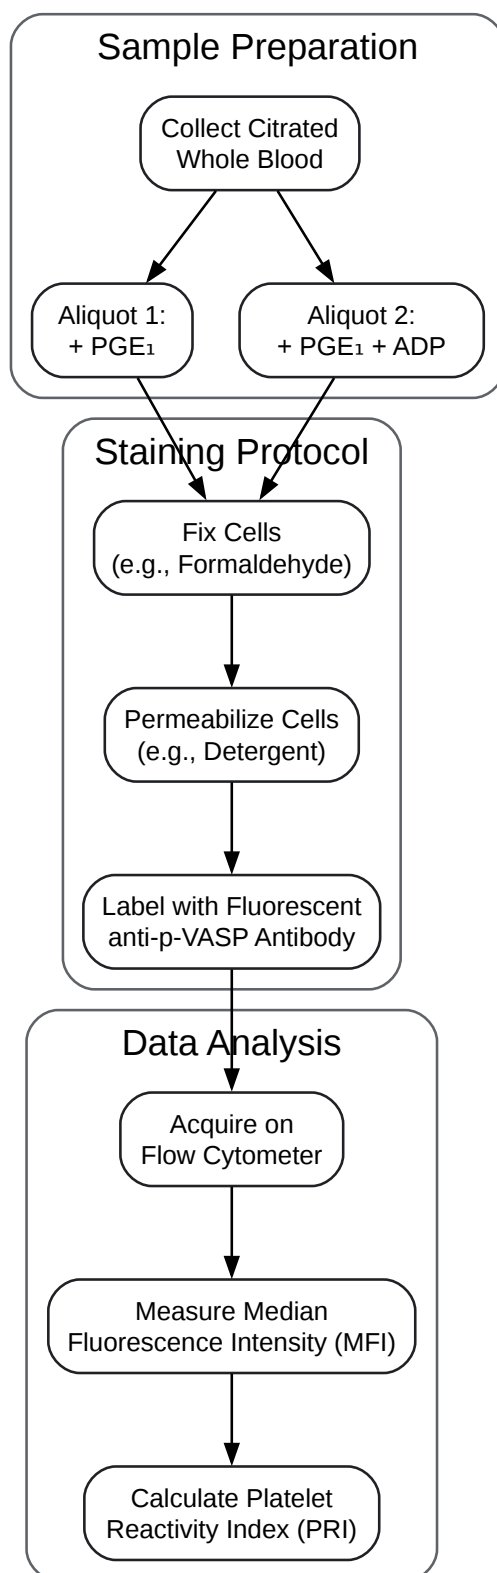 Sample Preparation
Collect Citrated
Whole Blood
Aliquot 1:
+ PGE₁
Aliquot 2:
+ PGE₁ + ADP
Staining Protocol
Fix Cells
(e.g., Formaldehyde)
Permeabilize Cells
(e.g., Detergent)
Label with Fluorescent
anti-p-VASP Antibody
Data Analysis
Acquire on
Flow Cytometer
Measure Median
Fluorescence Intensity (MFI)
Calculate Platelet
Reactivity Index (PRI)